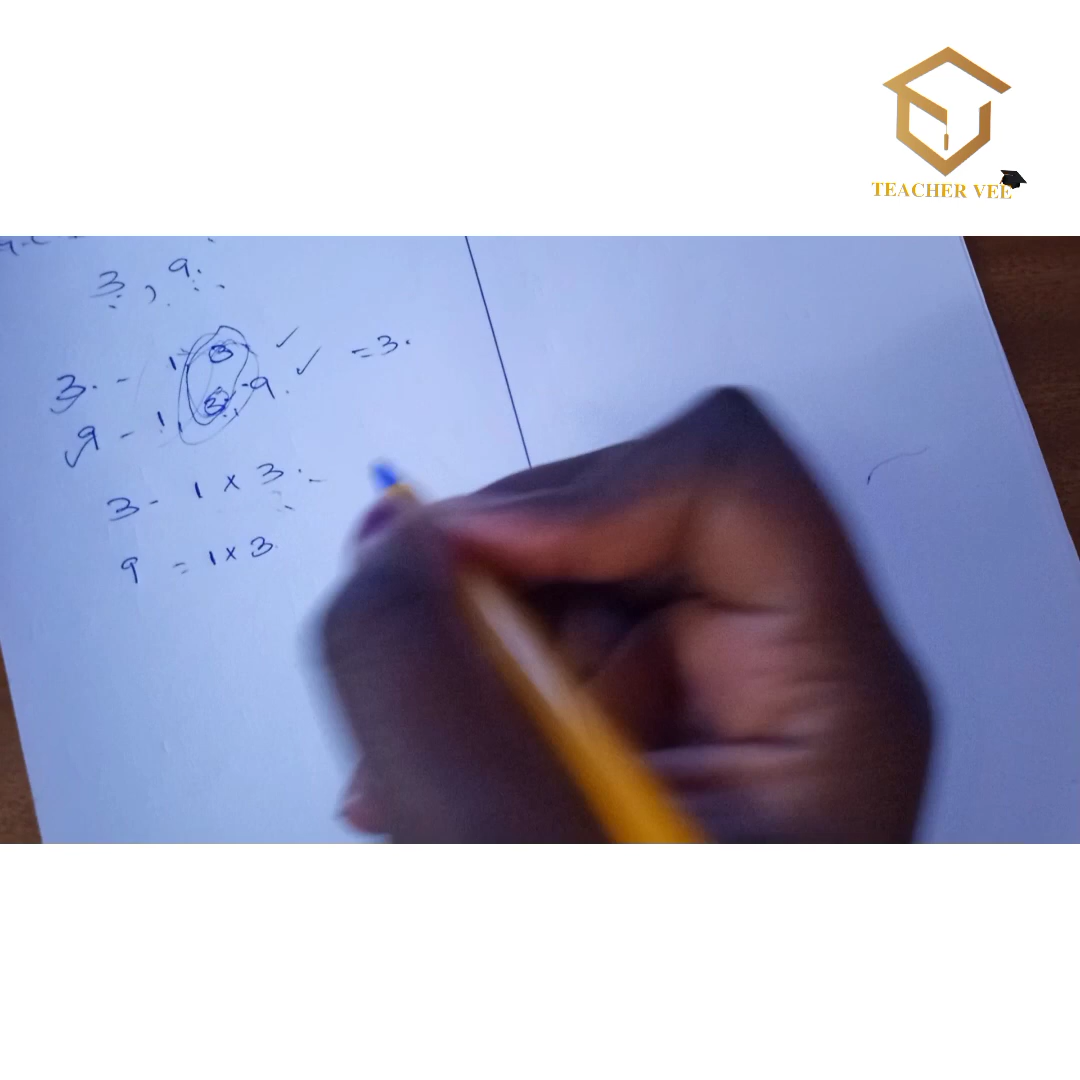 TEACHER VEE
3, 9.
3. - 1, 3 ✓ = 3.
9 - 1, 3, 9. ✓
3 - 1 x 3.
9 = 1 x 3